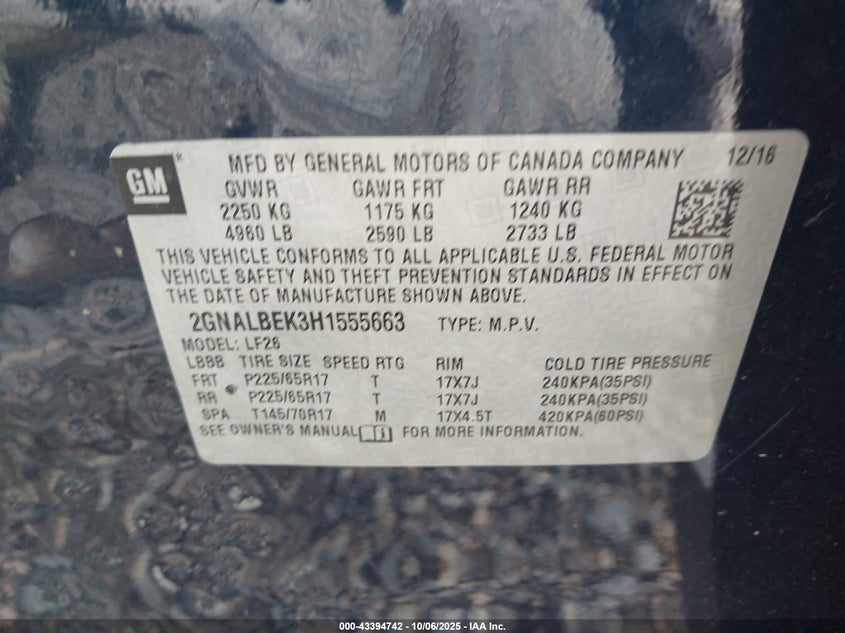 GM ® MFD BY GENERAL MOTORS OF CANADA COMPANY 12/16
GVWR GAWR FRT GAWR RR
2250 KG 1175 KG 1240 KG
4960 LB 2590 LB 2733 LB
THIS VEHICLE CONFORMS TO ALL APPLICABLE U.S. FEDERAL MOTOR
VEHICLE SAFETY AND THEFT PREVENTION STANDARDS IN EFFECT ON
THE DATE OF MANUFACTURE SHOWN ABOVE.
2GNALBEK3H1555663 TYPE: M.P.V.
MODEL: LF26
LBBB TIRE SIZE SPEED RTG RIM COLD TIRE PRESSURE
FRT P225/65R17 T 17X7J 240KPA(35PSI)
RR P225/65R17 T 17X7J 240KPA(35PSI)
SPA T145/70R17 M 17X4.5T 420KPA(60PSI)
SEE OWNER'S MANUAL FOR MORE INFORMATION.
000-43394742 - 10/06/2025 - IAA Inc.